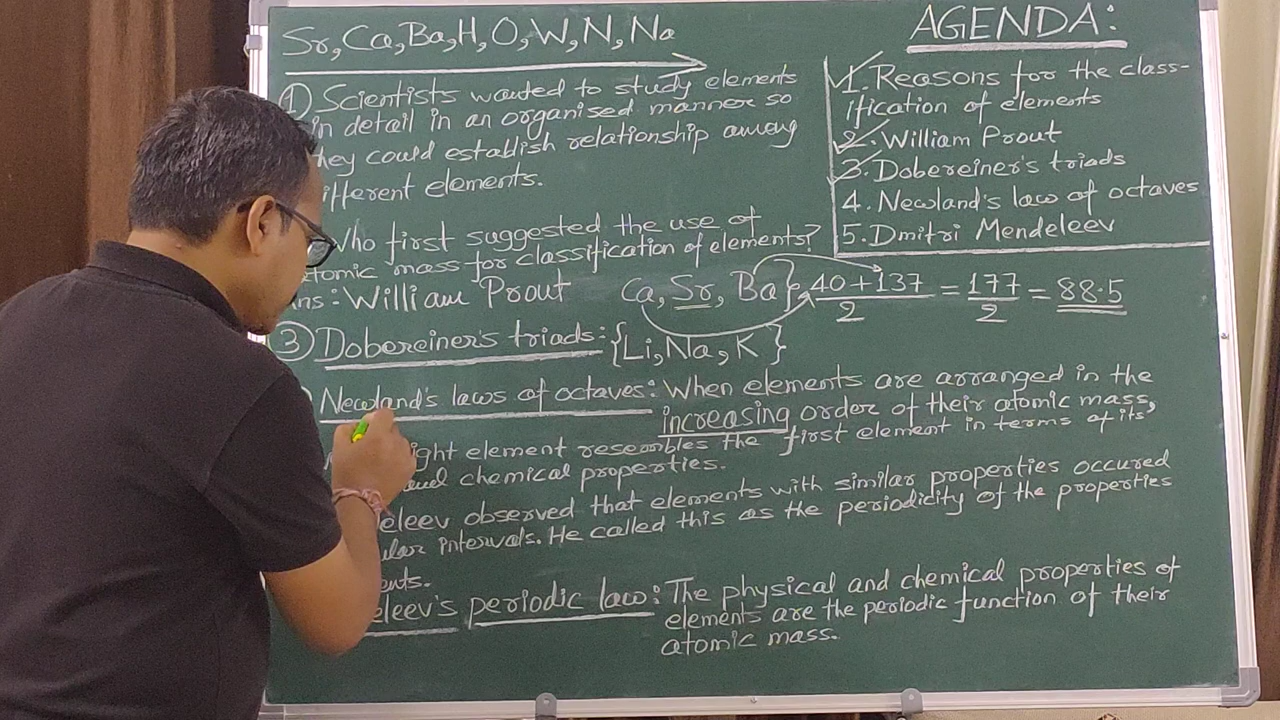 Sr, Ca, Ba, H, O, W, N, Na
AGENDA:
1. Reasons for the class-
ification of elements
2. William Prout
3. Dobereiner's triads
4. Newland's law of octaves
5. Dmitri Mendeleev
1) Scientists wanted to study elements
in detail in an organised manner so
they could establish relationship among
different elements.
Who first suggested the use of
atomic mass for classification of elements?
Ans: William Prout
Ca, Sr, Ba } 40+137/2 = 177/2 = 88.5
3 Dobereiner's triads: {Li, Na, K}
Newland's laws of octaves: When elements are arranged in the
increasing order of their atomic mass,
eight element resembles the first element in terms of its
chemical properties.
eleev observed that elements with similar properties occured
intervals. He called this as the periodicity of the properties
ents.
eleev's periodic law: The physical and chemical properties of
elements are the periodic function of their
atomic mass.